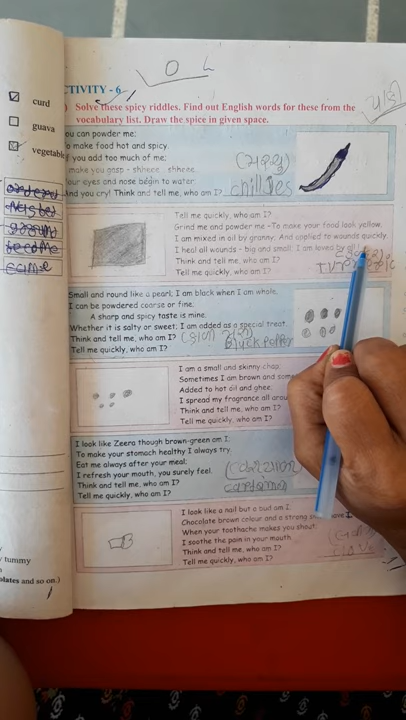 CTIVITY - 6
Solve these spicy riddles. Find out English words for these from the
vocabulary list. Draw the spice in given space.
curd
guava
vegetable
ou can powder me:
o make food hot and spicy.
f you add too much of me;
make you gasp - shheee.. shhene.
our eyes and nose begin to water
And you cry! Think and tell me, who am I?
chillies
Tell me quickly, who am I?
Grind me and powder me -To make your food look yellow,
I am mixed in oil by granny; And applied to wounds quickly.
I heal all wounds - big and small; I am loves by all !
Think and tell me, who am I?
Tell me quickly, who am I?
Small and round like a pearl; I am black when I am whole,
I can be powdered coarse or fine.
A sharp and spicy taste is mine.
Whether it is salty or sweet; I am added as a special treat.
Think and tell me, who am I?
Tell me quickly, who am I?
I am a small and skinny chap;
Sometimes I am brown and
Added to hot oil and ghee;
I spread my fragrance all
Think and tell me, who am I?
Tell me quickly, who am I?
I look like Zeera though brown-green am I;
To make your stomach healthy I always try.
Eat me always after your meal;
I refresh your mouth, you surely feel.
Think and tell me, who am I?
Tell me quickly, who am I?
I look like a nail but a bud am I.
Chocolate brown colour and a strong
When your toothache makes you shout;
I soothe the pain in your mouth.
Think and tell me, who am I?
Tell me quickly, who am I?
/ tummy
lates and so on.)